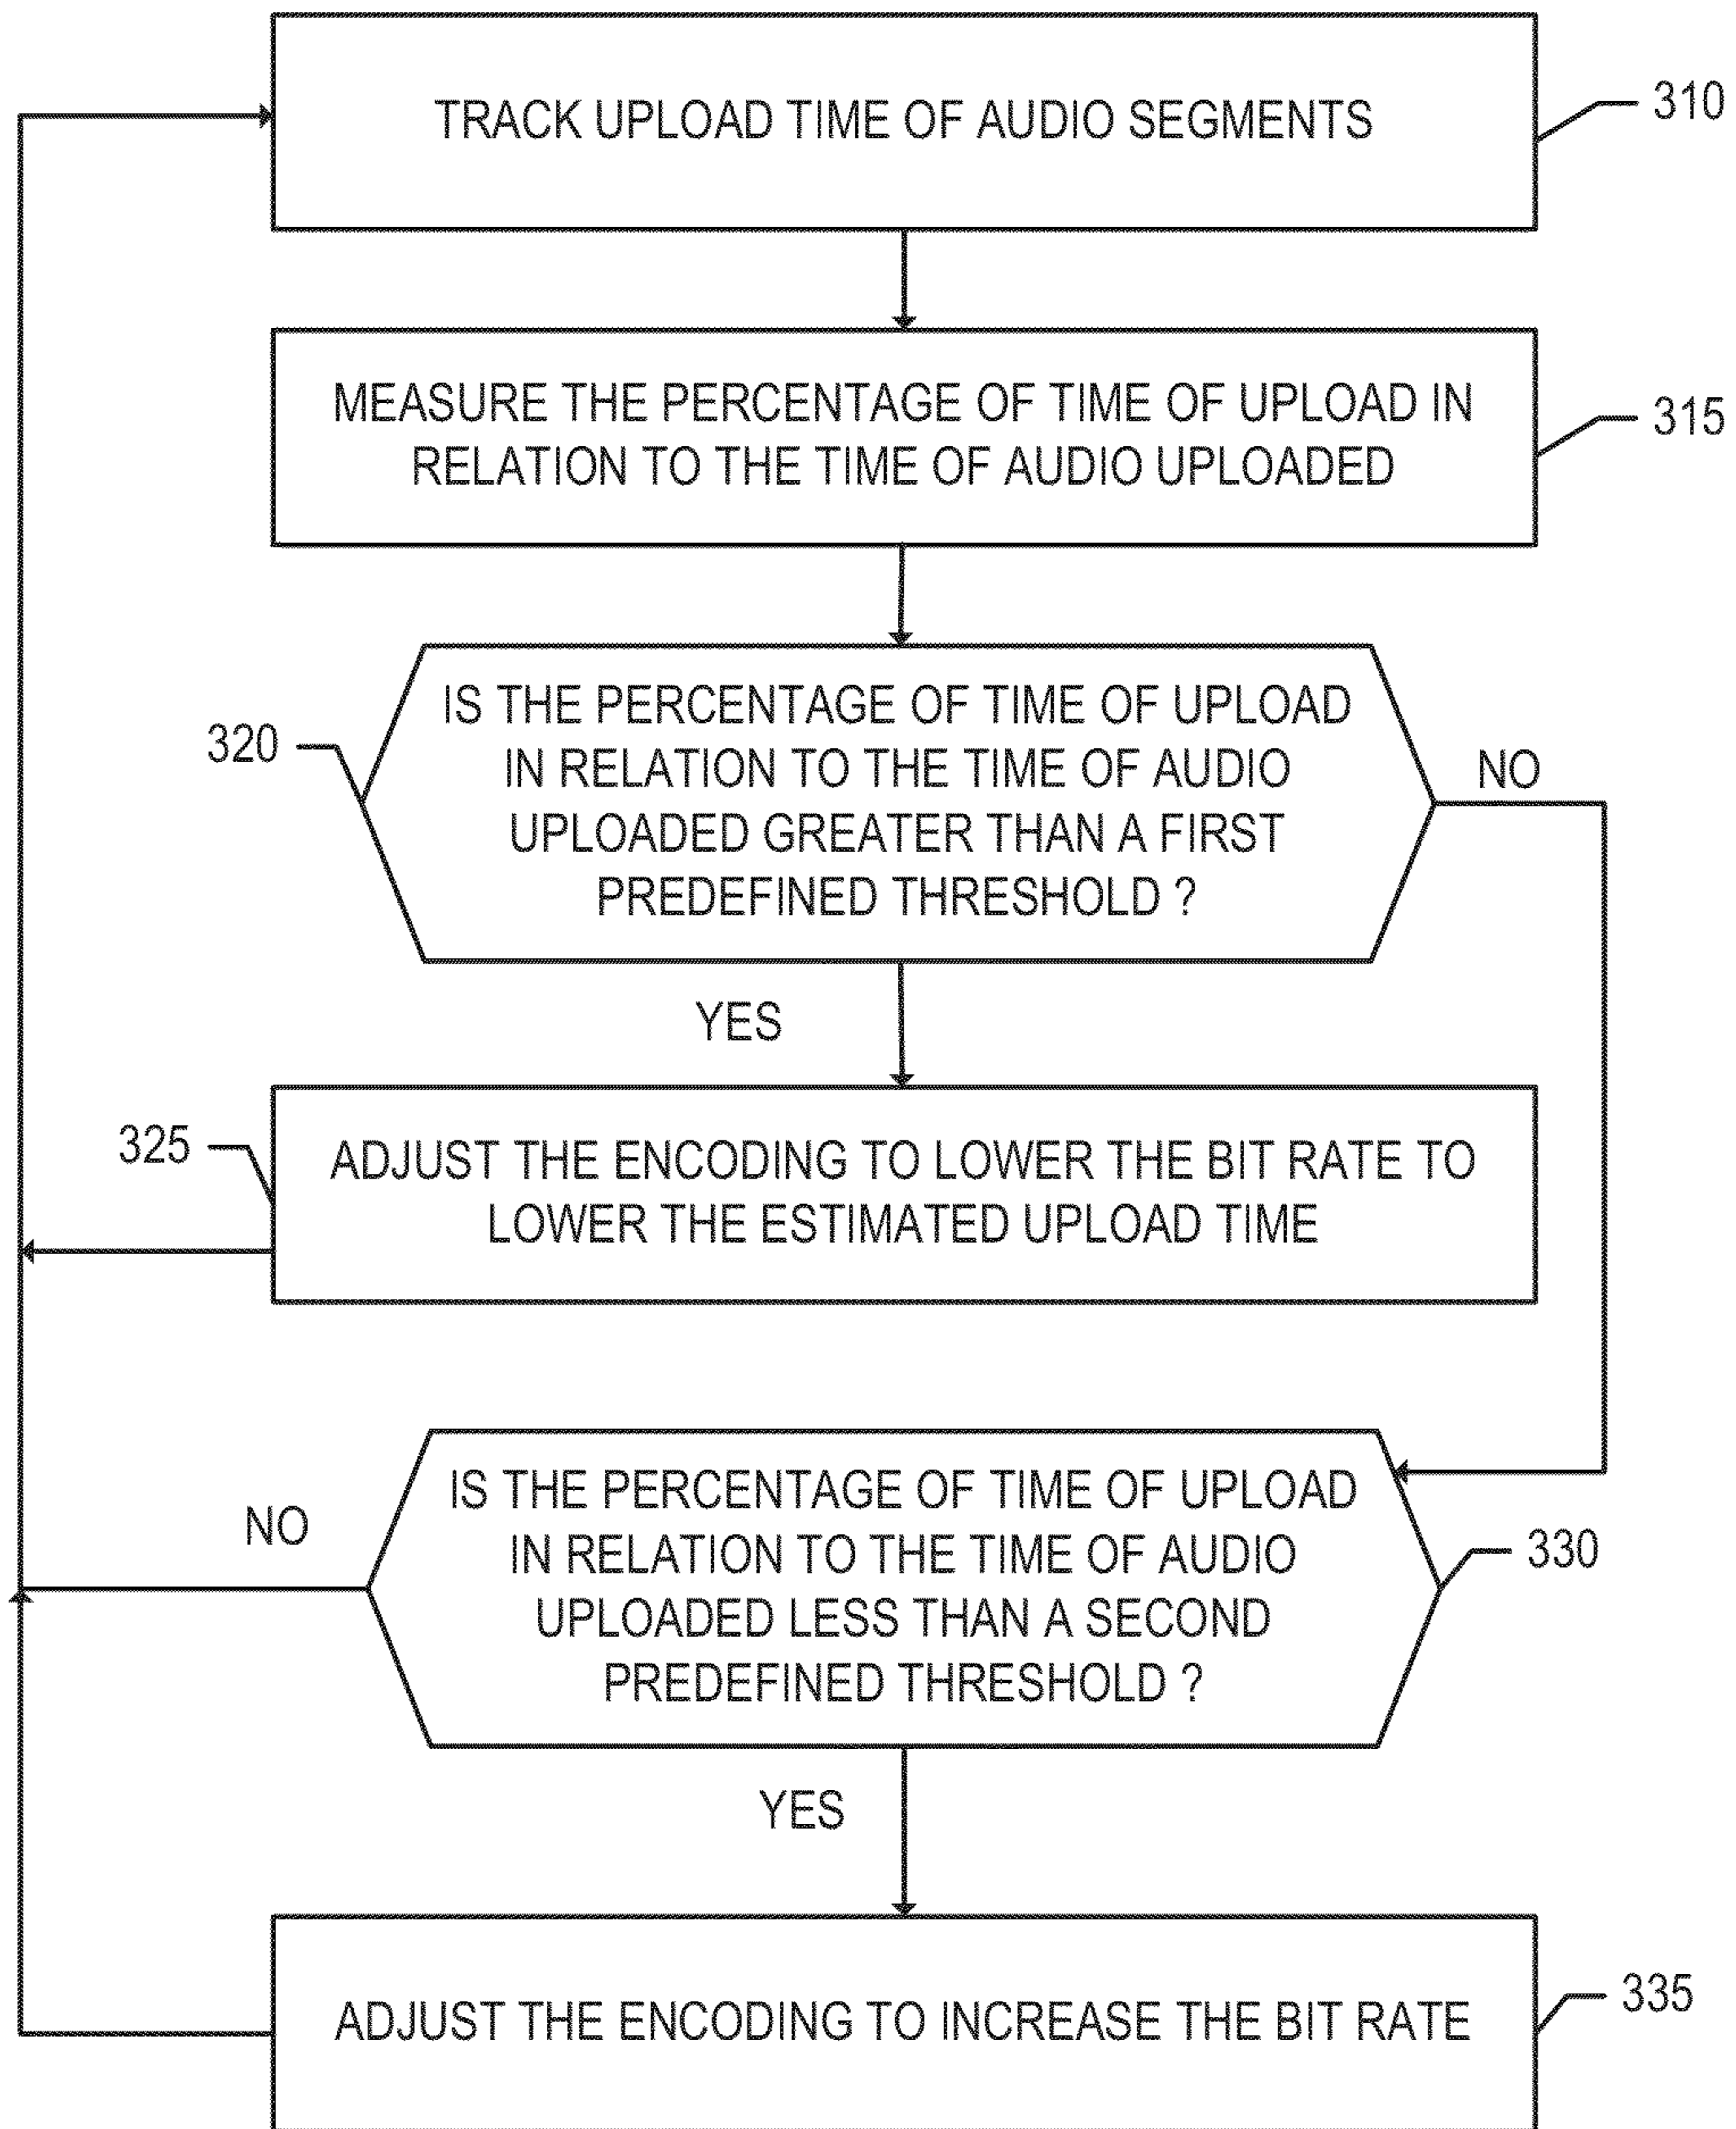 TRACK UPLOAD TIME OF AUDIO SEGMENTS
310
MEASURE THE PERCENTAGE OF TIME OF UPLOAD IN
RELATION TO THE TIME OF AUDIO UPLOADED
315
IS THE PERCENTAGE OF TIME OF UPLOAD
IN RELATION TO THE TIME OF AUDIO
UPLOADED GREATER THAN A FIRST
PREDEFINED THRESHOLD ?
320
NO
YES
325
ADJUST THE ENCODING TO LOWER THE BIT RATE TO
LOWER THE ESTIMATED UPLOAD TIME
IS THE PERCENTAGE OF TIME OF UPLOAD
IN RELATION TO THE TIME OF AUDIO
UPLOADED LESS THAN A SECOND
PREDEFINED THRESHOLD ?
NO
330
YES
ADJUST THE ENCODING TO INCREASE THE BIT RATE
335